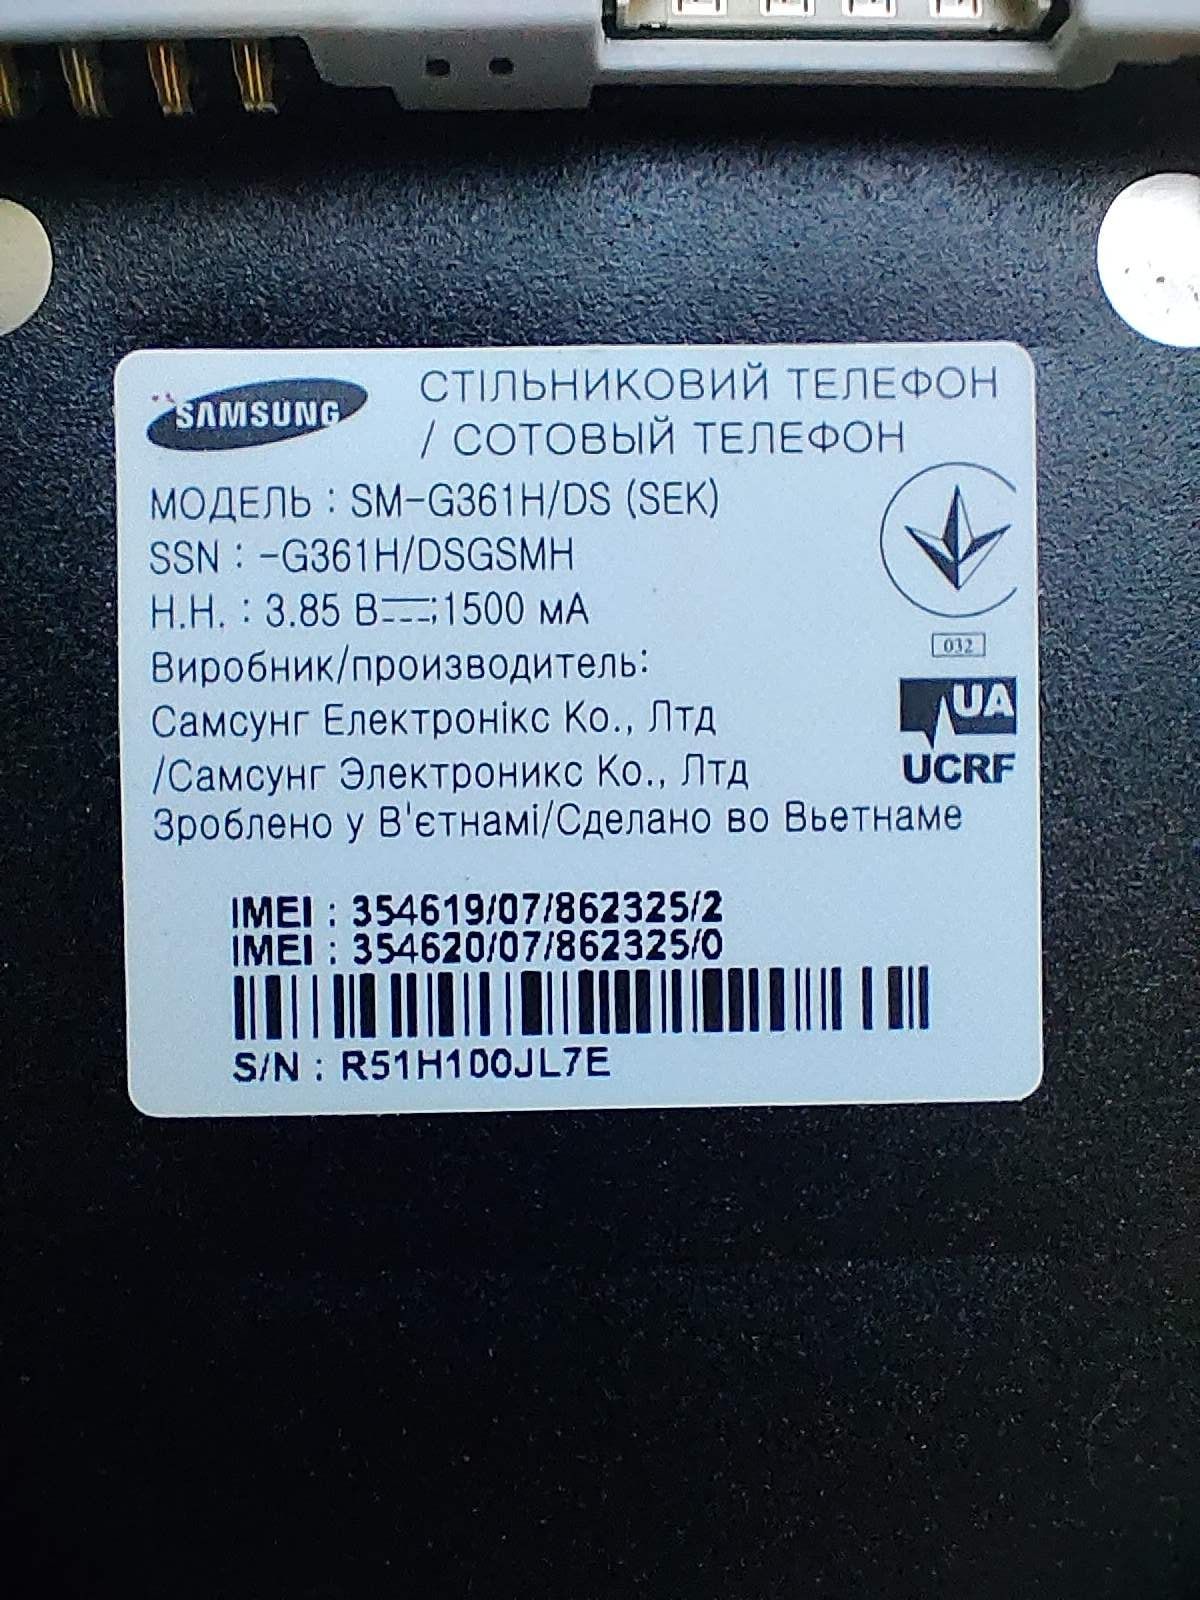 SAMSUNG
СТІЛЬНИКОВИЙ ТЕЛЕФОН
/ СОТОВЫЙ ТЕЛЕФОН
МОДЕЛЬ : SM-G361H/DS (SEK)
SSN : -G361H/DSGSMH
Н.Н. : 3.85 В⎓;1500 мА
Виробник/производитель:
Самсунг Електронікс Ко., Лтд
/Самсунг Электроникс Ко., Лтд
Зроблено у В'єтнамі/Сделано во Вьетнаме
032
UA
UCRF
IMEI : 354619/07/862325/2
IMEI : 354620/07/862325/0
S/N : R51H100JL7E